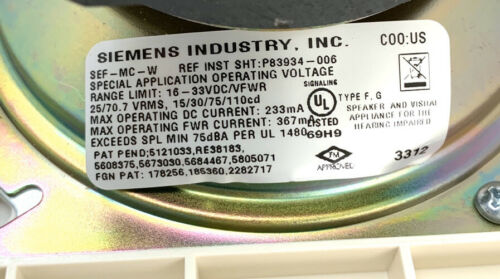 SIEMENS INDUSTRY, INC. COO:US
SEF-MC-W REF INST SHT:P83934-006
SPECIAL APPLICATION OPERATING VOLTAGE
RANGE LIMIT: 16-33VDC/VFWR
25/70.7 VRMS, 15/30/75/110cd
MAX OPERATING DC CURRENT: 233mA
MAX OPERATING FWR CURRENT: 367mA
EXCEEDS SPL MIN 75dBA PER UL 1480
SIGNALING
UL
LISTED
69H9
TYPE F, G
SPEAKER AND VISUAL
APPLIANCE FOR THE
HEARING IMPAIRED
PAT PEND;5121033,RE38183,
5608375,5673030,5684467,5805071
FGN PAT: 178256,185360,2282717
FM
APPROVED
3312